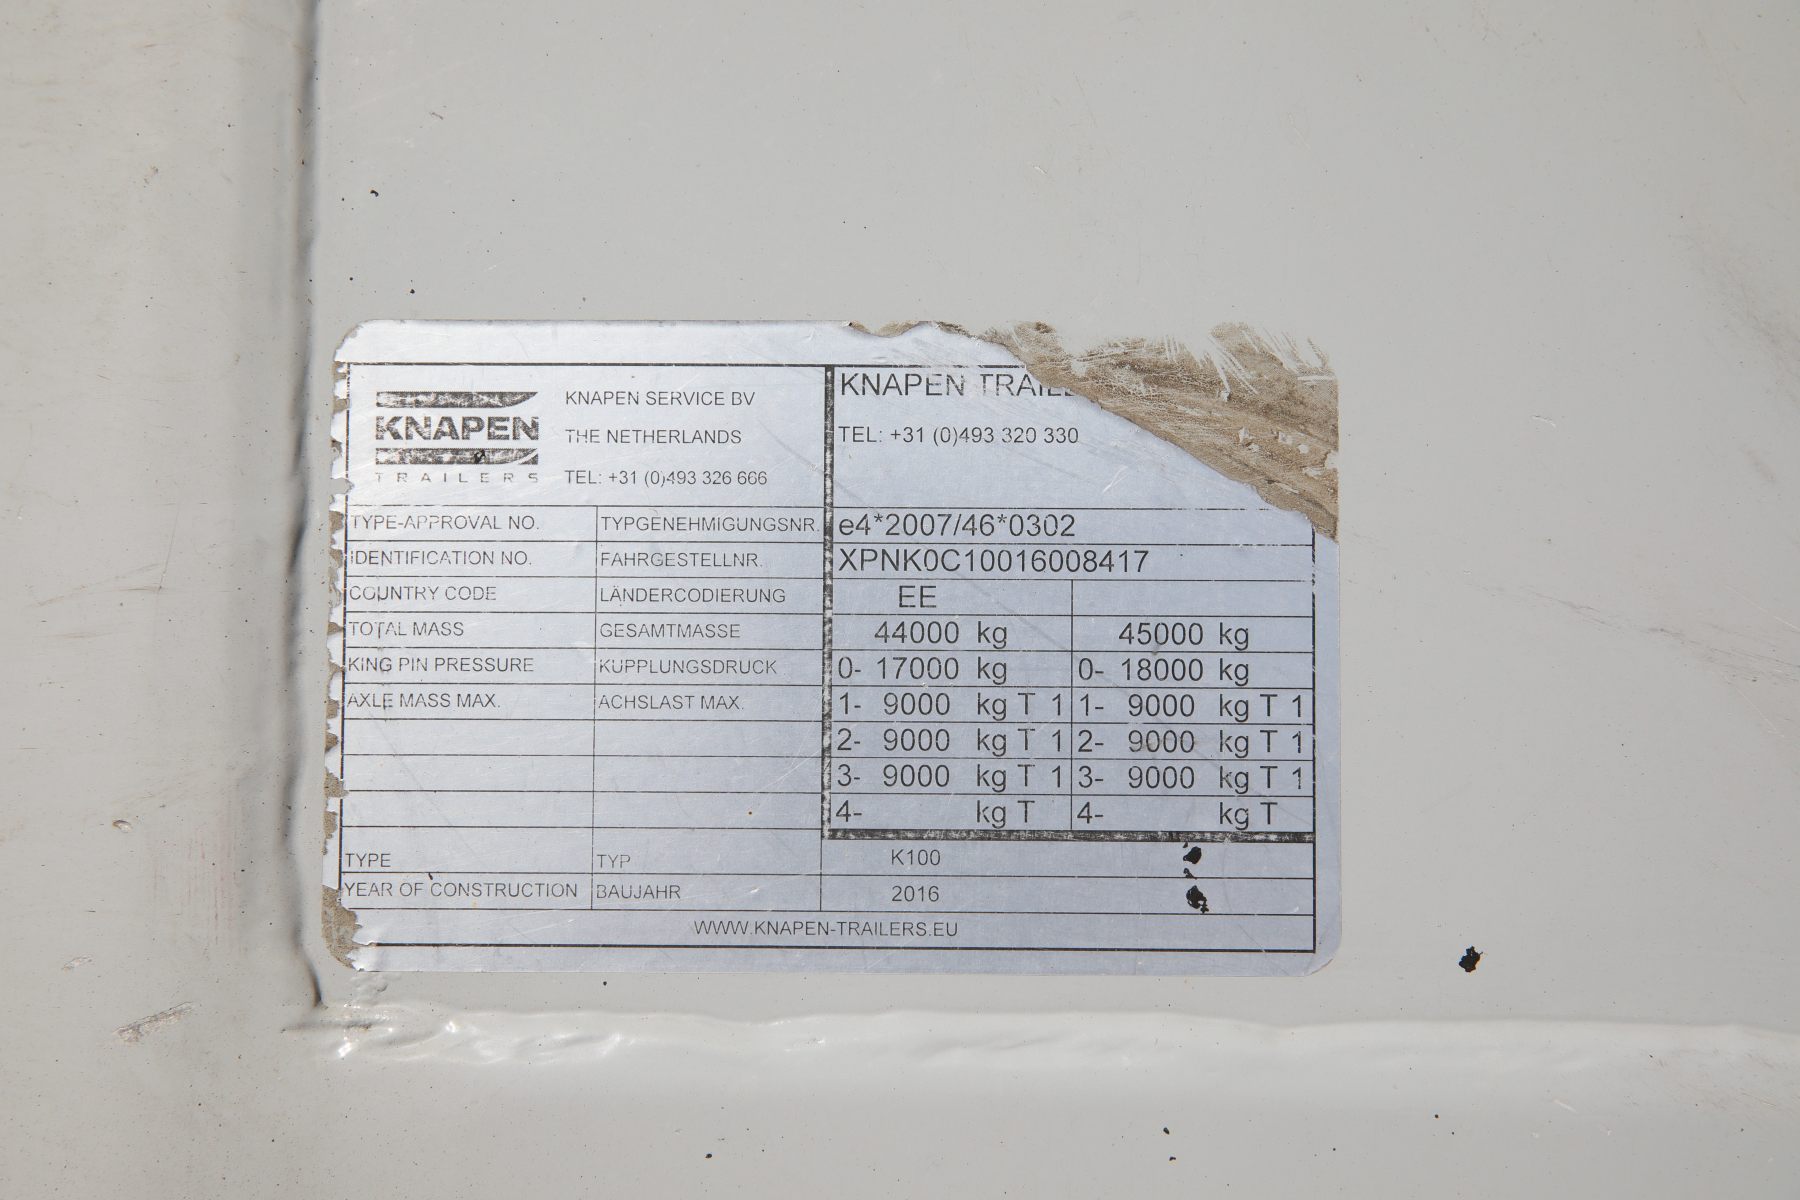 KNAPEN
TRAILERS
KNAPEN SERVICE BV
THE NETHERLANDS
TEL: +31 (0)493 326 666
KNAPEN
TEL: +31 (0)493 320 330
TYPE-APPROVAL NO. TYPGENEHMIGUNGSNR. e4*2007/46*0302
IDENTIFICATION NO. FAHRGESTELLNR. XPNK0C10016008417
COUNTRY CODE LÄNDERCODIERUNG EE
TOTAL MASS GESAMTMASSE 44000 kg 45000 kg
KING PIN PRESSURE KUPPLUNGSDRUCK 0- 17000 kg 0- 18000 kg
AXLE MASS MAX. ACHSLAST MAX. 1- 9000 kg T 1 1- 9000 kg T 1
2- 9000 kg T 1 2- 9000 kg T 1
3- 9000 kg T 1 3- 9000 kg T 1
4- kg T 4- kg T
TYPE TYP K100
YEAR OF CONSTRUCTION BAUJAHR 2016
WWW.KNAPEN-TRAILERS.EU